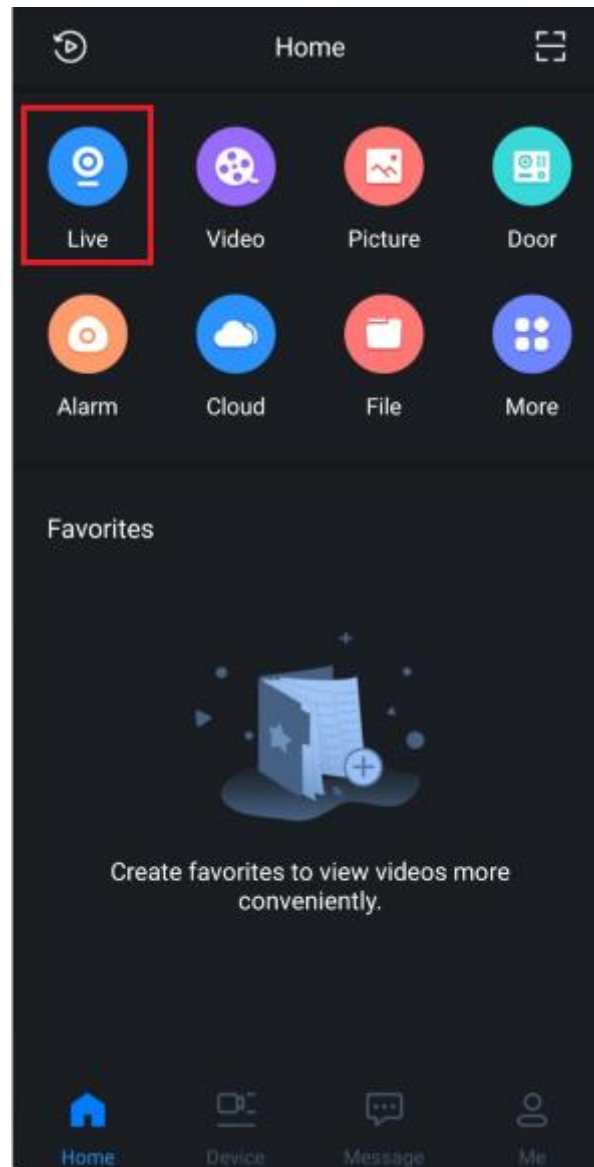 Home
Live Video Picture Door
Alarm Cloud File More
Favorites
Create favorites to view videos more
conveniently.
Home Device Message Me